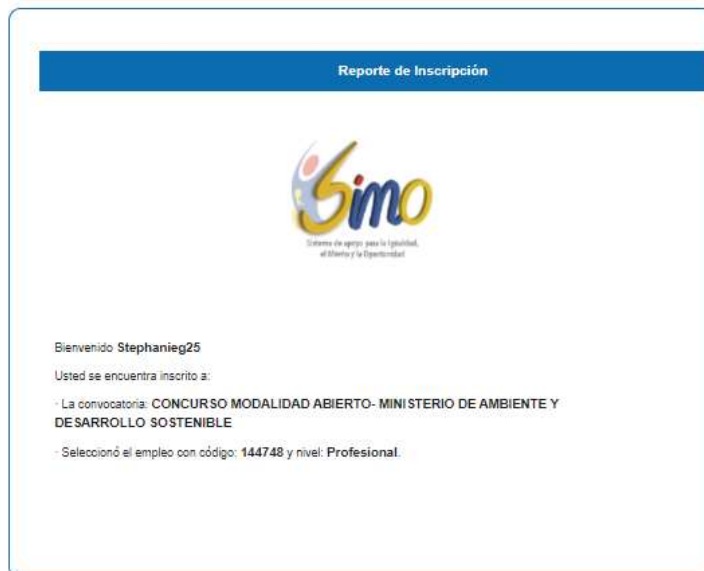 Reporte de Inscripción
Simo
Sistema de apoyo para la Igualdad,
el Mérito y la Oportunidad
Bienvenido Stephanieg25
Usted se encuentra inscrito a:
· La convocatoria: CONCURSO MODALIDAD ABIERTO- MINISTERIO DE AMBIENTE Y
DESARROLLO SOSTENIBLE
· Seleccionó el empleo con código: 144748 y nivel: Profesional.